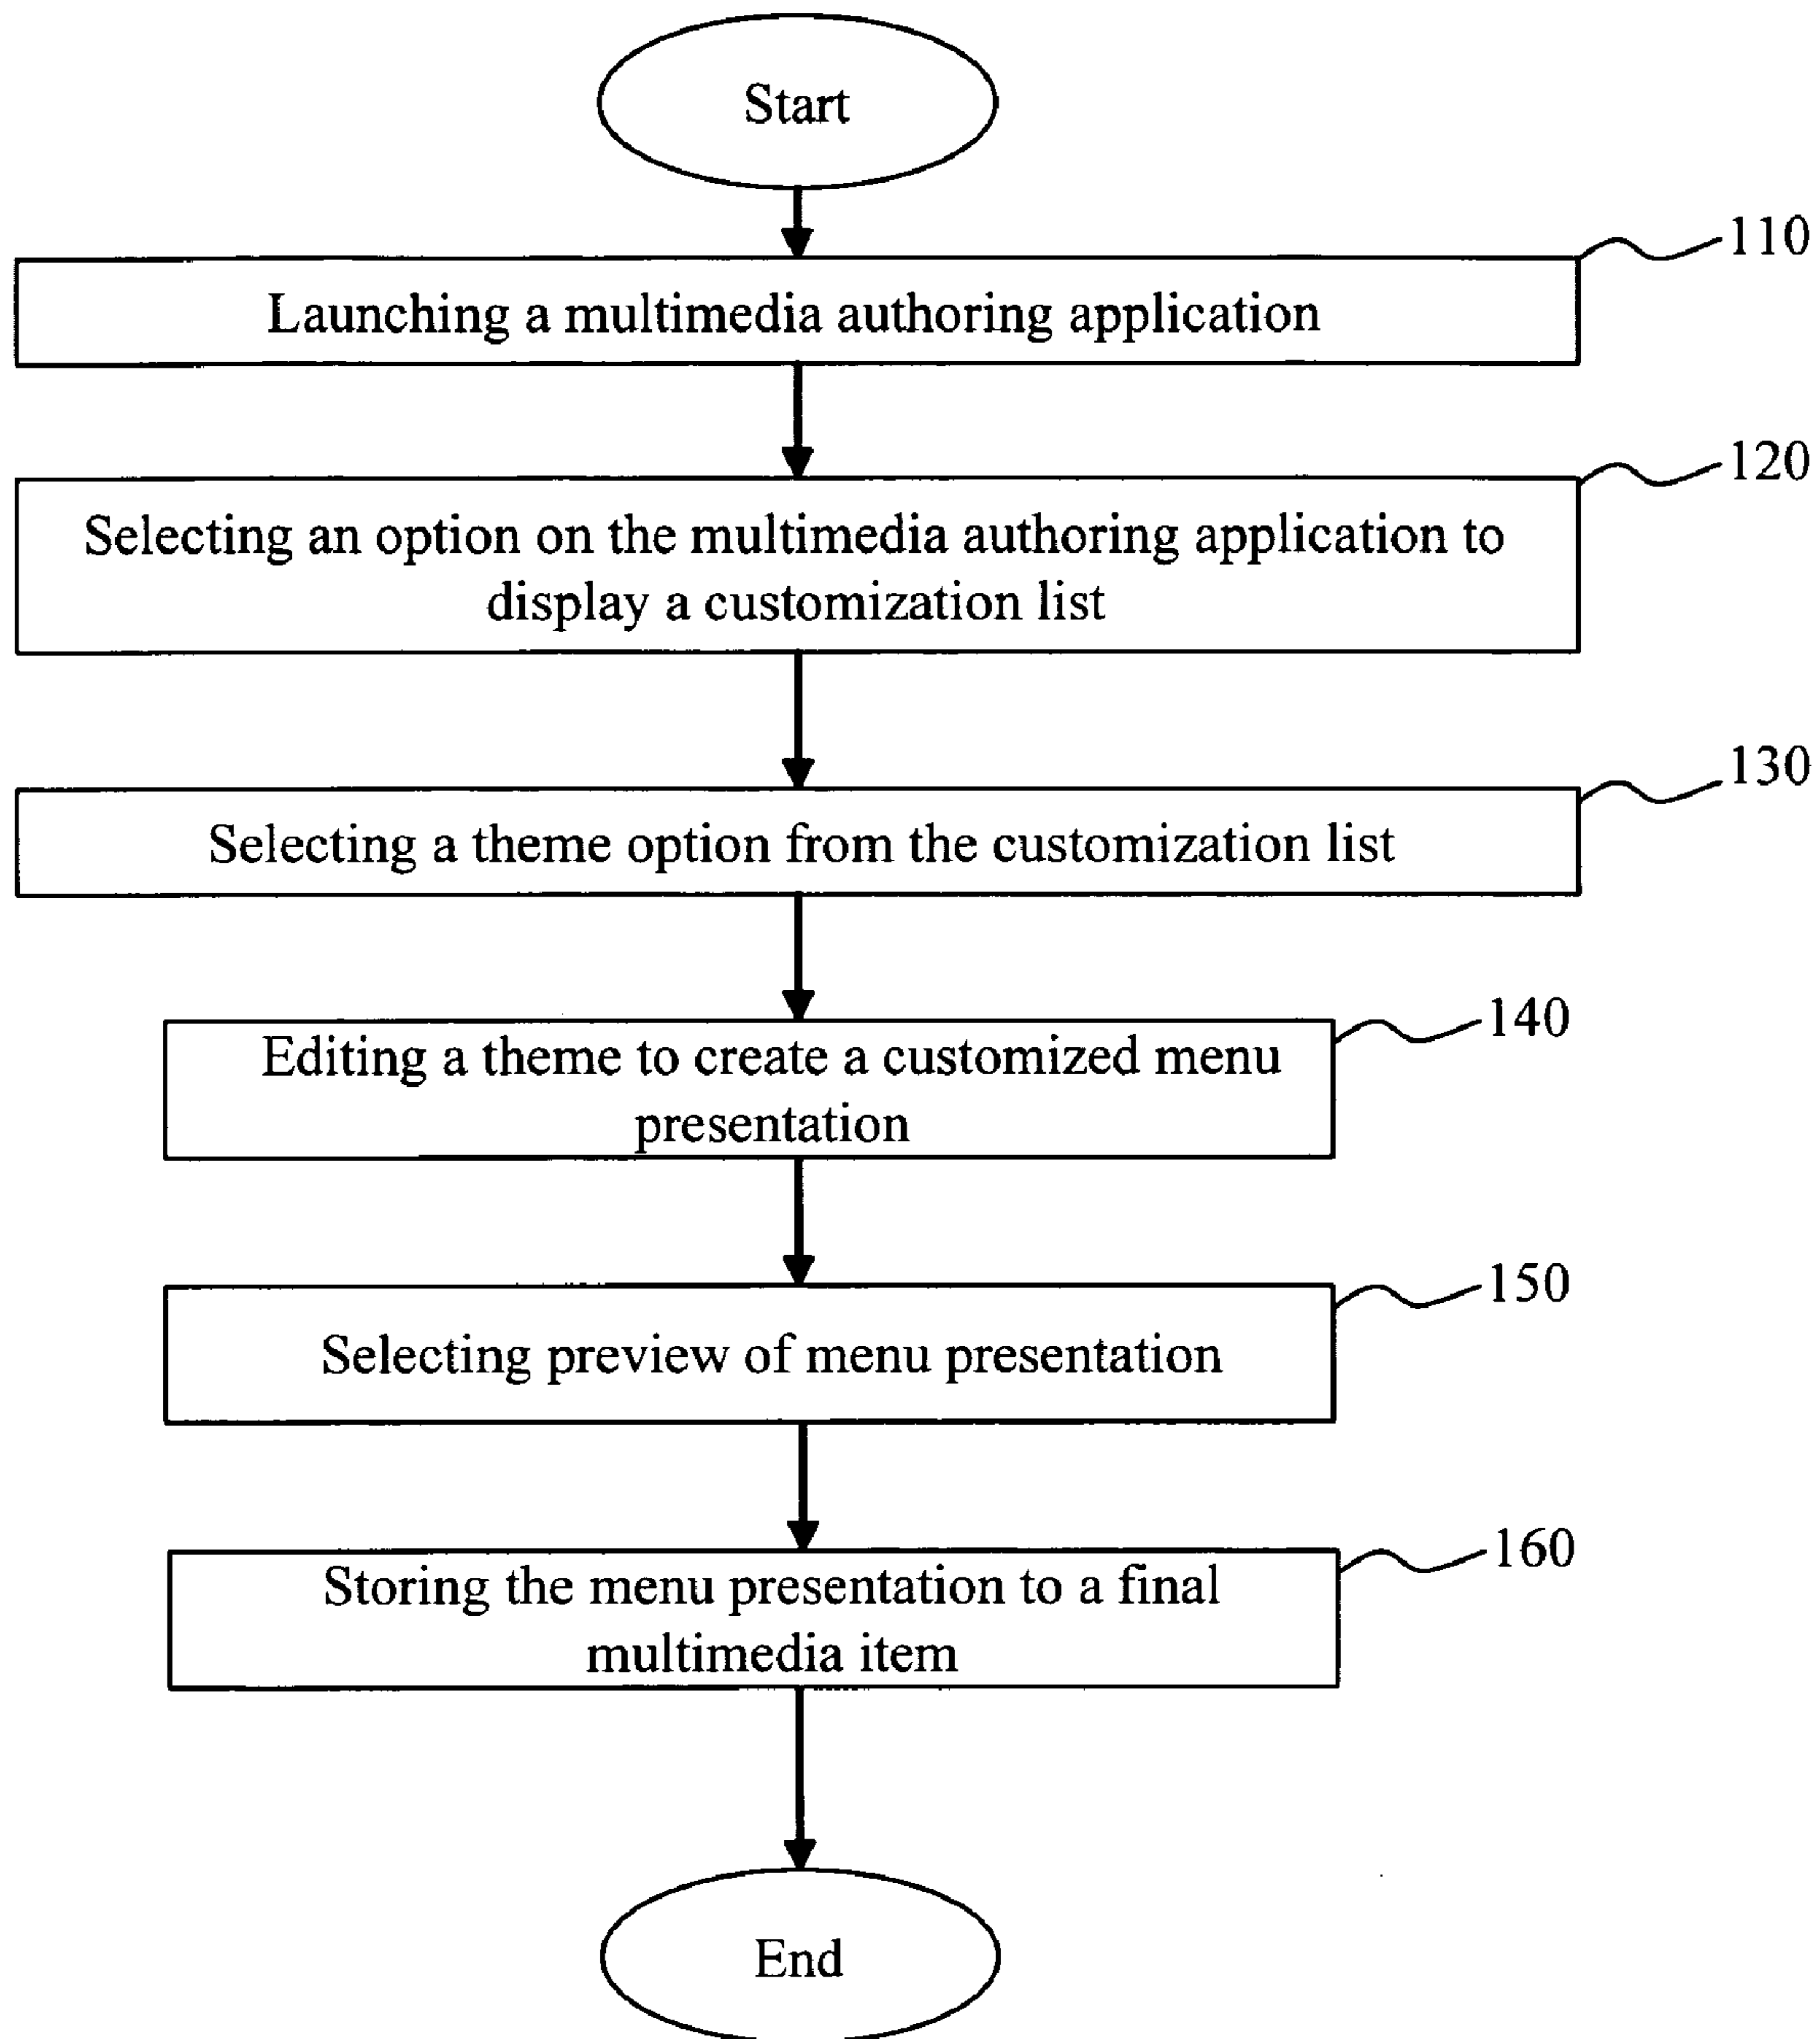 Start
110
Launching a multimedia authoring application
120
Selecting an option on the multimedia authoring application to
display a customization list
130
Selecting a theme option from the customization list
140
Editing a theme to create a customized menu
presentation
150
Selecting preview of menu presentation
160
Storing the menu presentation to a final
multimedia item
End